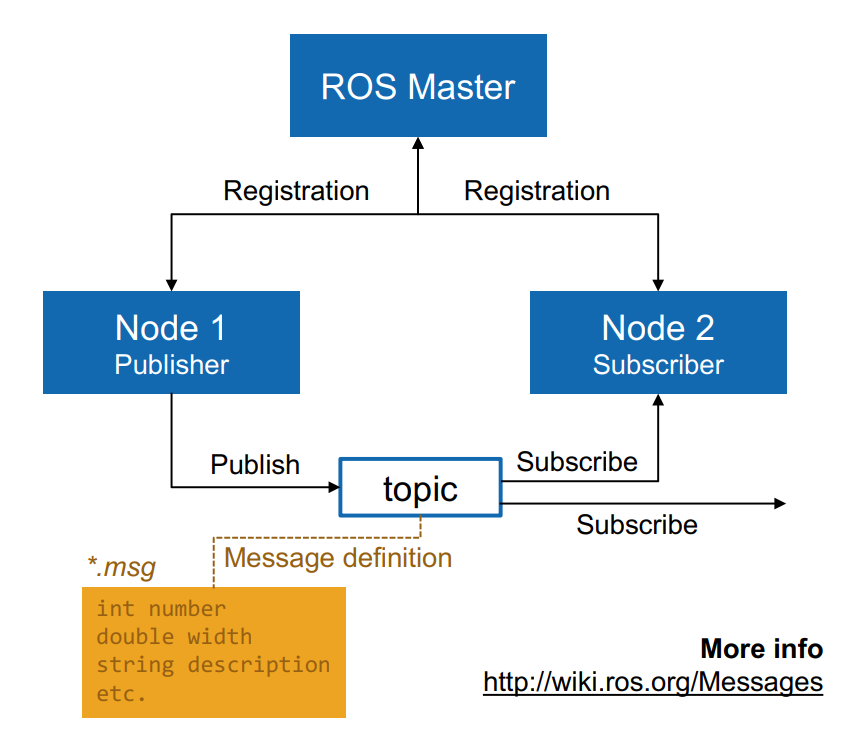 ROS Master
Registration
Registration
Node 1
Publisher
Node 2
Subscriber
Publish
topic
Subscribe
Subscribe
Message definition
*.msg
int number
double width
string description
etc.
More info
http://wiki.ros.org/Messages